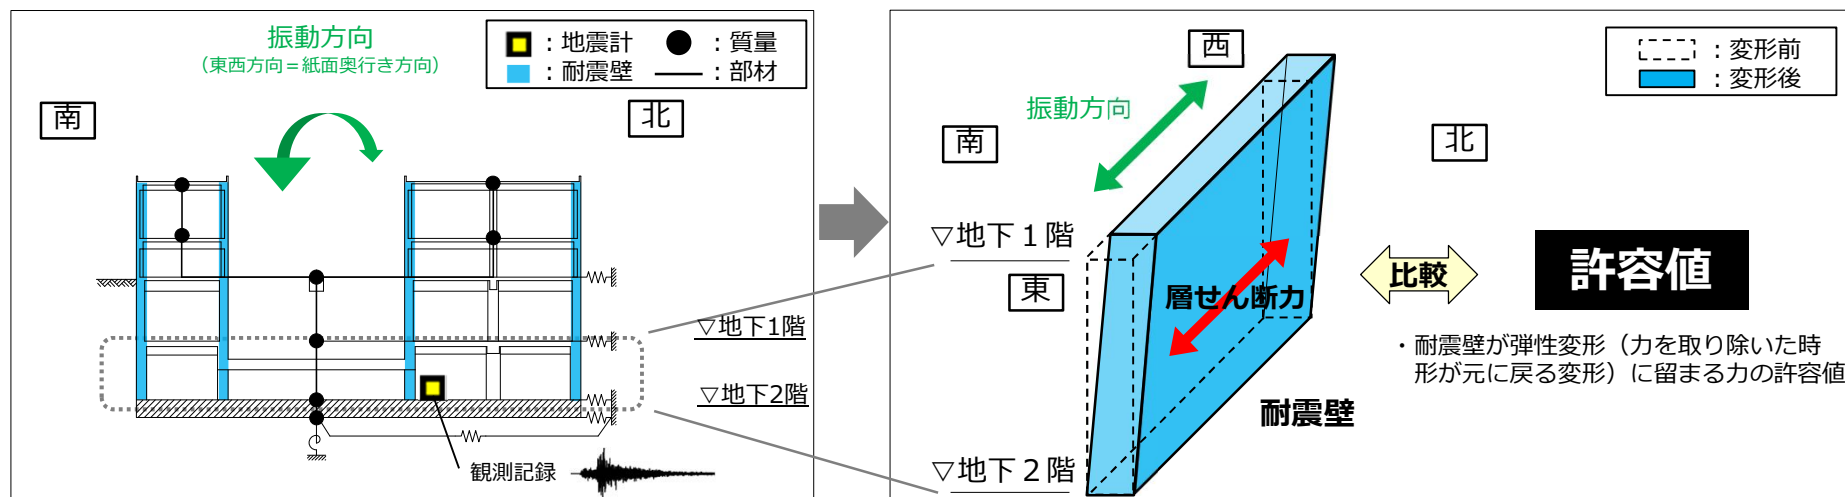 振動方向
(東西方向=紙面奥行き方向)
:地震計
:質量
:耐震壁
:部材
南
北
▽地下1階
▽地下2階
観測記録
西
:変形前
:変形後
振動方向
南
北
▽地下1階
東
層せん断力
比較
許容値
・耐震壁が弾性変形(力を取り除いた時
形が元に戻る変形)に留まる力の許容値
耐震壁
▽地下2階